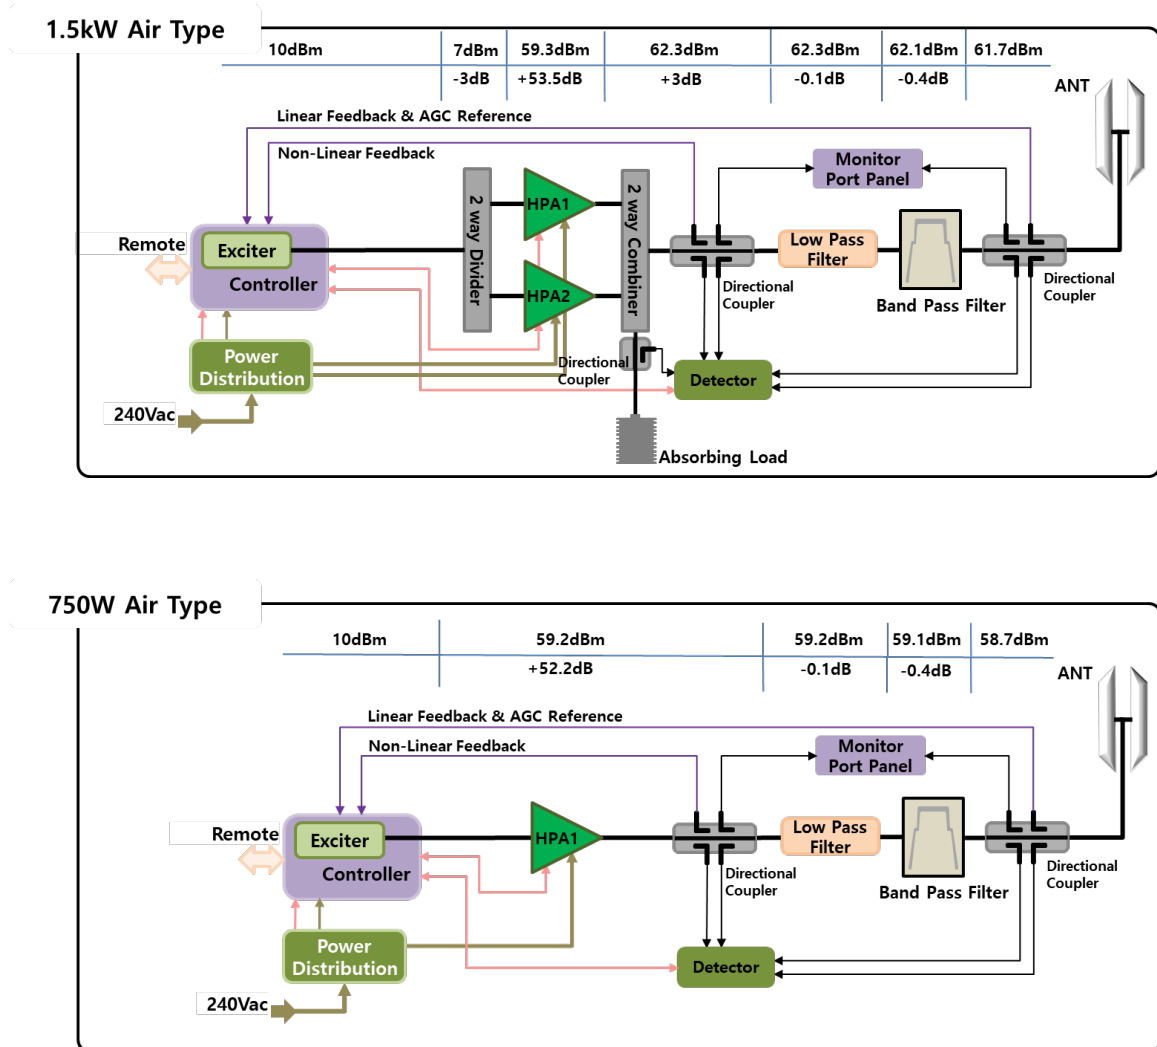 1.5kW Air Type
10dBm 7dBm 59.3dBm 62.3dBm 62.3dBm 62.1dBm 61.7dBm
-3dB +53.5dB +3dB -0.1dB -0.4dB
ANT
Linear Feedback & AGC Reference
Non-Linear Feedback
Monitor
Port Panel
2 way Divider
HPA1
HPA2
2 way Combiner
Remote
Exciter
Controller
Low Pass
Filter
Directional
Coupler
Band Pass Filter
Directional
Coupler
Power
Distribution
Directional
Coupler
Detector
240Vac
Absorbing Load
750W Air Type
10dBm 59.2dBm 59.2dBm 59.1dBm 58.7dBm
+52.2dB -0.1dB -0.4dB
ANT
Linear Feedback & AGC Reference
Non-Linear Feedback
Monitor
Port Panel
Remote
Exciter
Controller
HPA1
Low Pass
Filter
Directional
Coupler
Band Pass Filter
Directional
Coupler
Power
Distribution
Detector
240Vac